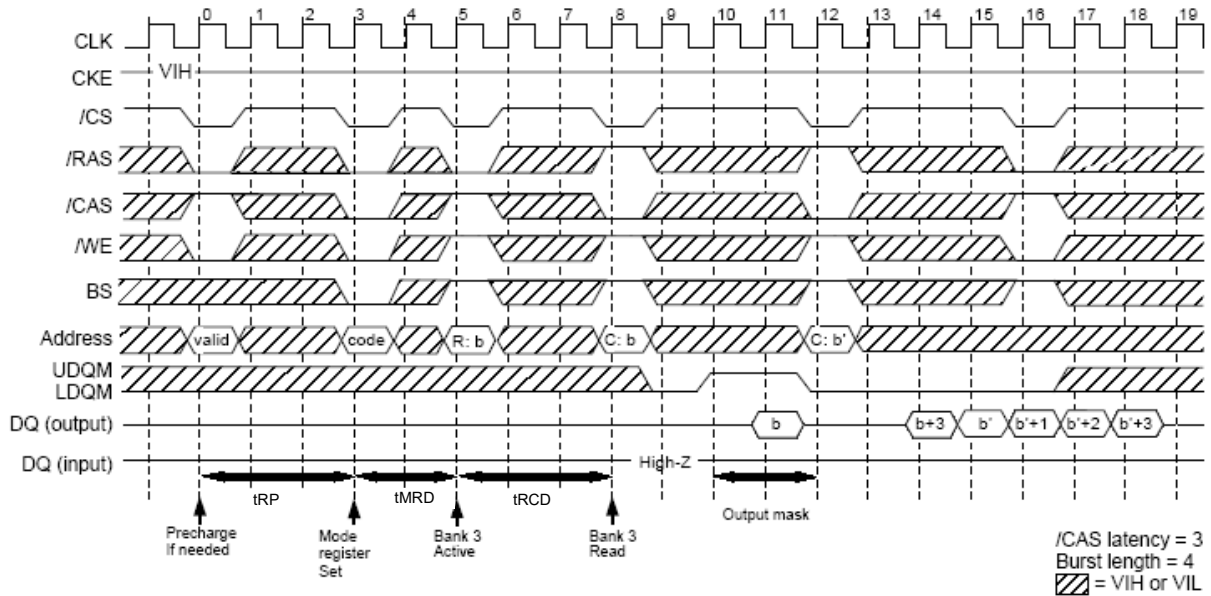 0 1 2 3 4 5 6 7 8 9 10 11 12 13 14 15 16 17 18 19
CLK
CKE VIH
/CS
/RAS
/CAS
/WE
BS
Address valid code R: b C: b C: b'
UDQM
LDQM
DQ (output) b b+3 b' b'+1 b'+2 b'+3
DQ (input) High-Z
tRP tMRD tRCD Output mask
Precharge
If needed
Mode
register
Set
Bank 3
Active
Bank 3
Read
/CAS latency = 3
Burst length = 4
= VIH or VIL